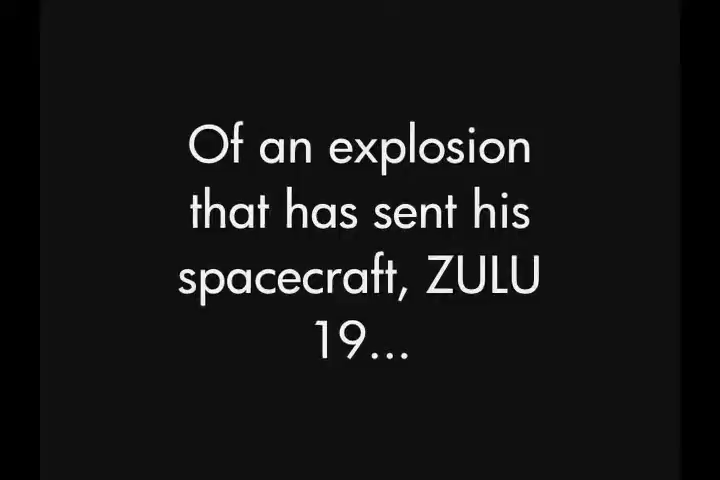 Of an explosion
that has sent his
spacecraft, ZULU
19...